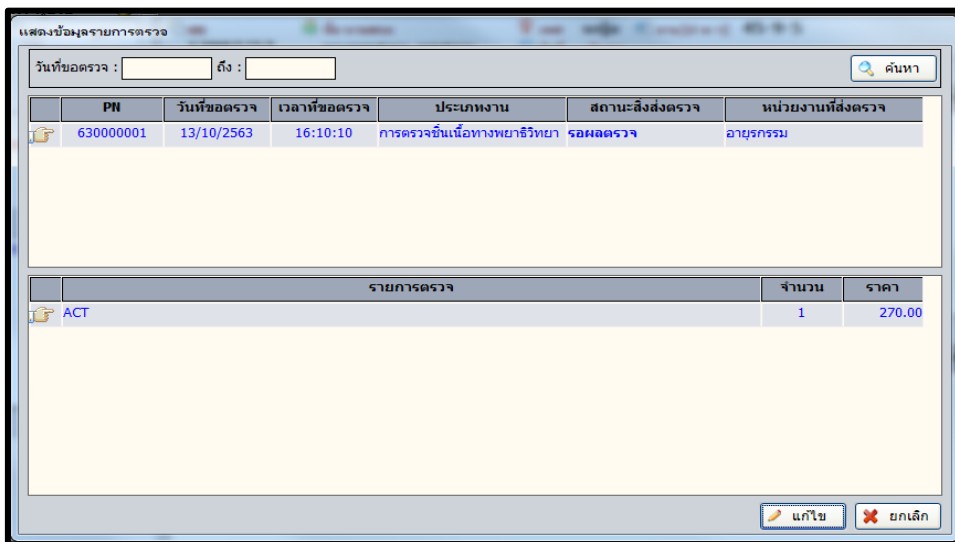 แสดงข้อมูลรายการตรวจ
วันที่ขอตรวจ : ถึง : ค้นหา
PN วันที่ขอตรวจ เวลาที่ขอตรวจ ประเภทงาน สถานะสิ่งส่งตรวจ หน่วยงานที่ส่งตรวจ
630000001 13/10/2563 16:10:10 การตรวจชิ้นเนื้อทางพยาธิวิทยา รอผลตรวจ อายุรกรรม
รายการตรวจ จำนวน ราคา
ACT 1 270.00
แก้ไข ยกเลิก